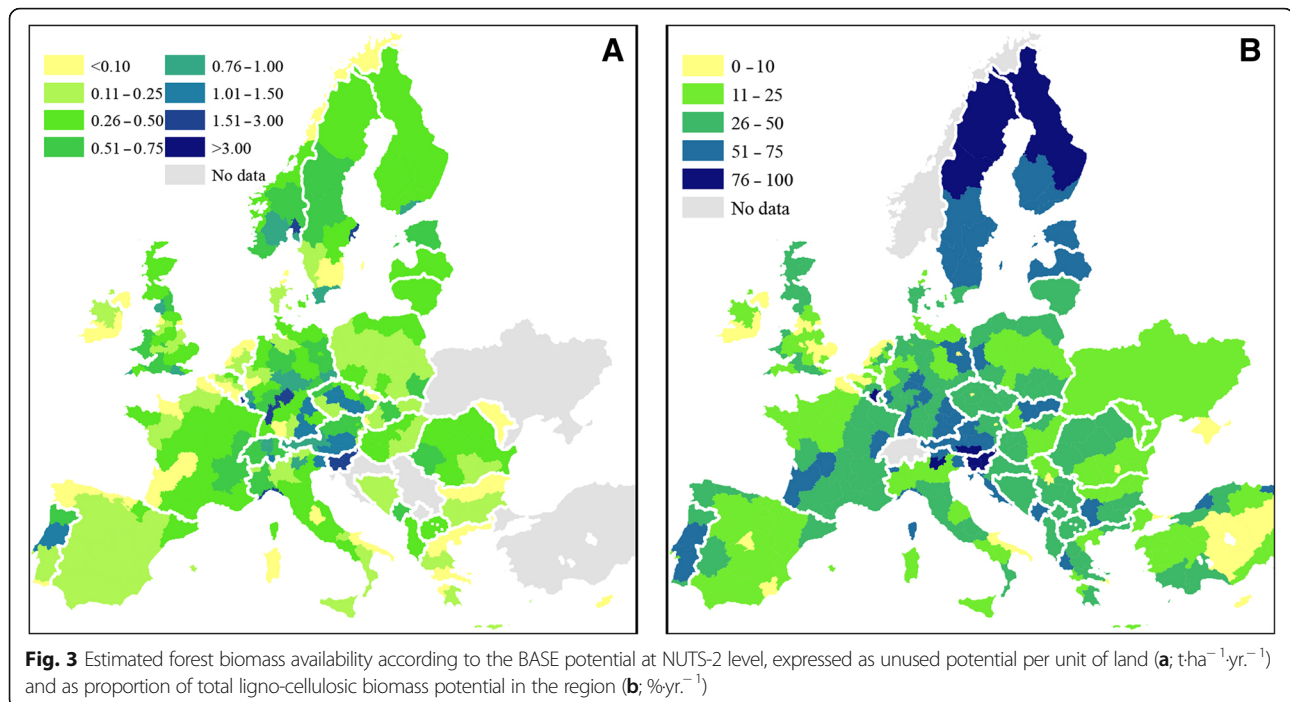 A
<0.10
0.11–0.25
0.26–0.50
0.51–0.75
0.76–1.00
1.01–1.50
1.51–3.00
>3.00
No data
B
0–10
11–25
26–50
51–75
76–100
No data
Fig. 3 Estimated forest biomass availability according to the BASE potential at NUTS-2 level, expressed as unused potential per unit of land (a; t·ha⁻¹·yr.⁻¹)
and as proportion of total ligno-cellulosic biomass potential in the region (b; %·yr.⁻¹)